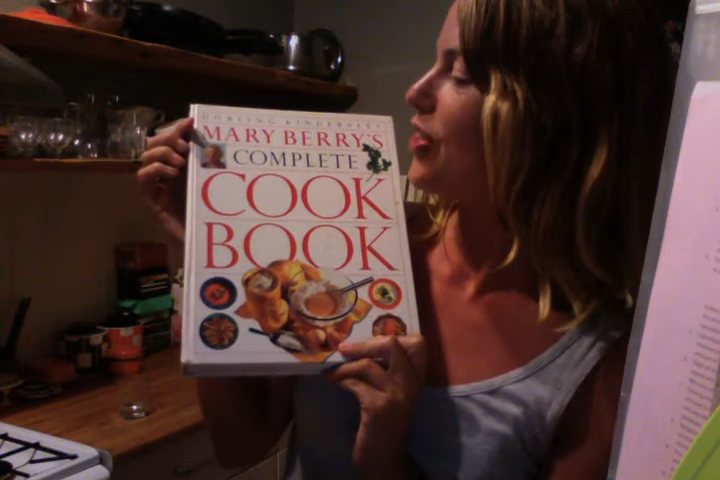 DORLING KINDERSLEY
MARY BERRY'S
COMPLETE
COOK
BOOK